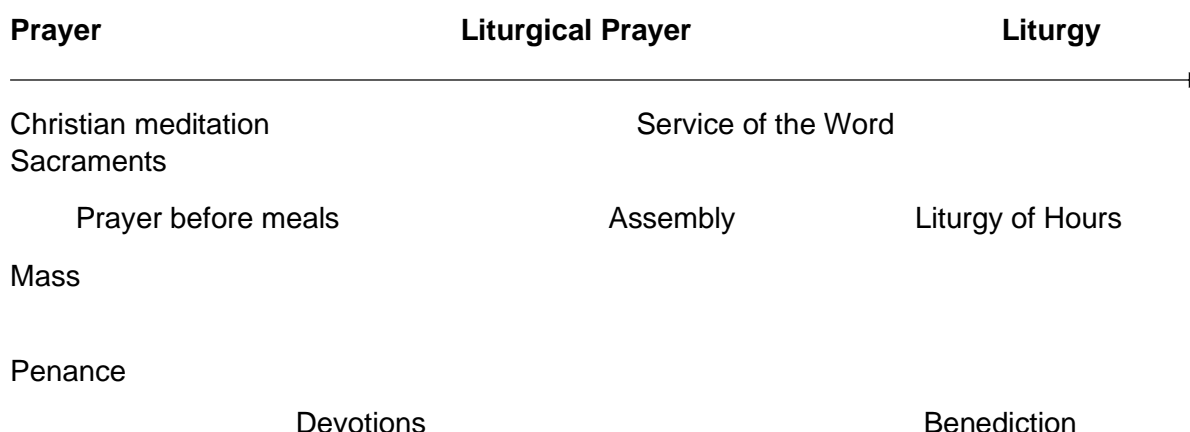 Prayer Liturgical Prayer Liturgy
Christian meditation Service of the Word
Sacraments
Prayer before meals Assembly Liturgy of Hours
Mass
Penance
Devotions Benediction